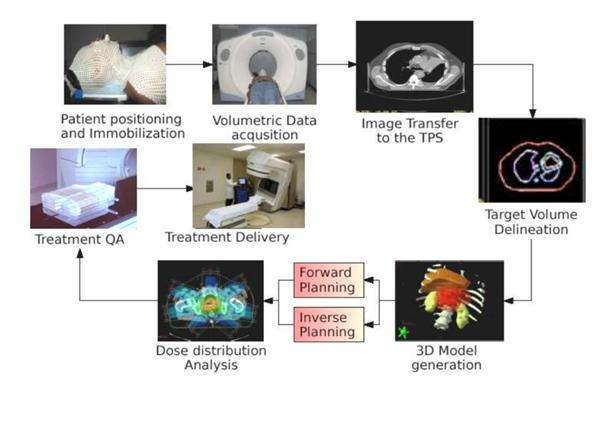 Patient positioning
and Immobilization
Volumetric Data
acqusition
Image Transfer
to the TPS
Target Volume
Delineation
3D Model
generation
Forward
Planning
Inverse
Planning
Dose distribution
Analysis
Treatment QA
Treatment Delivery